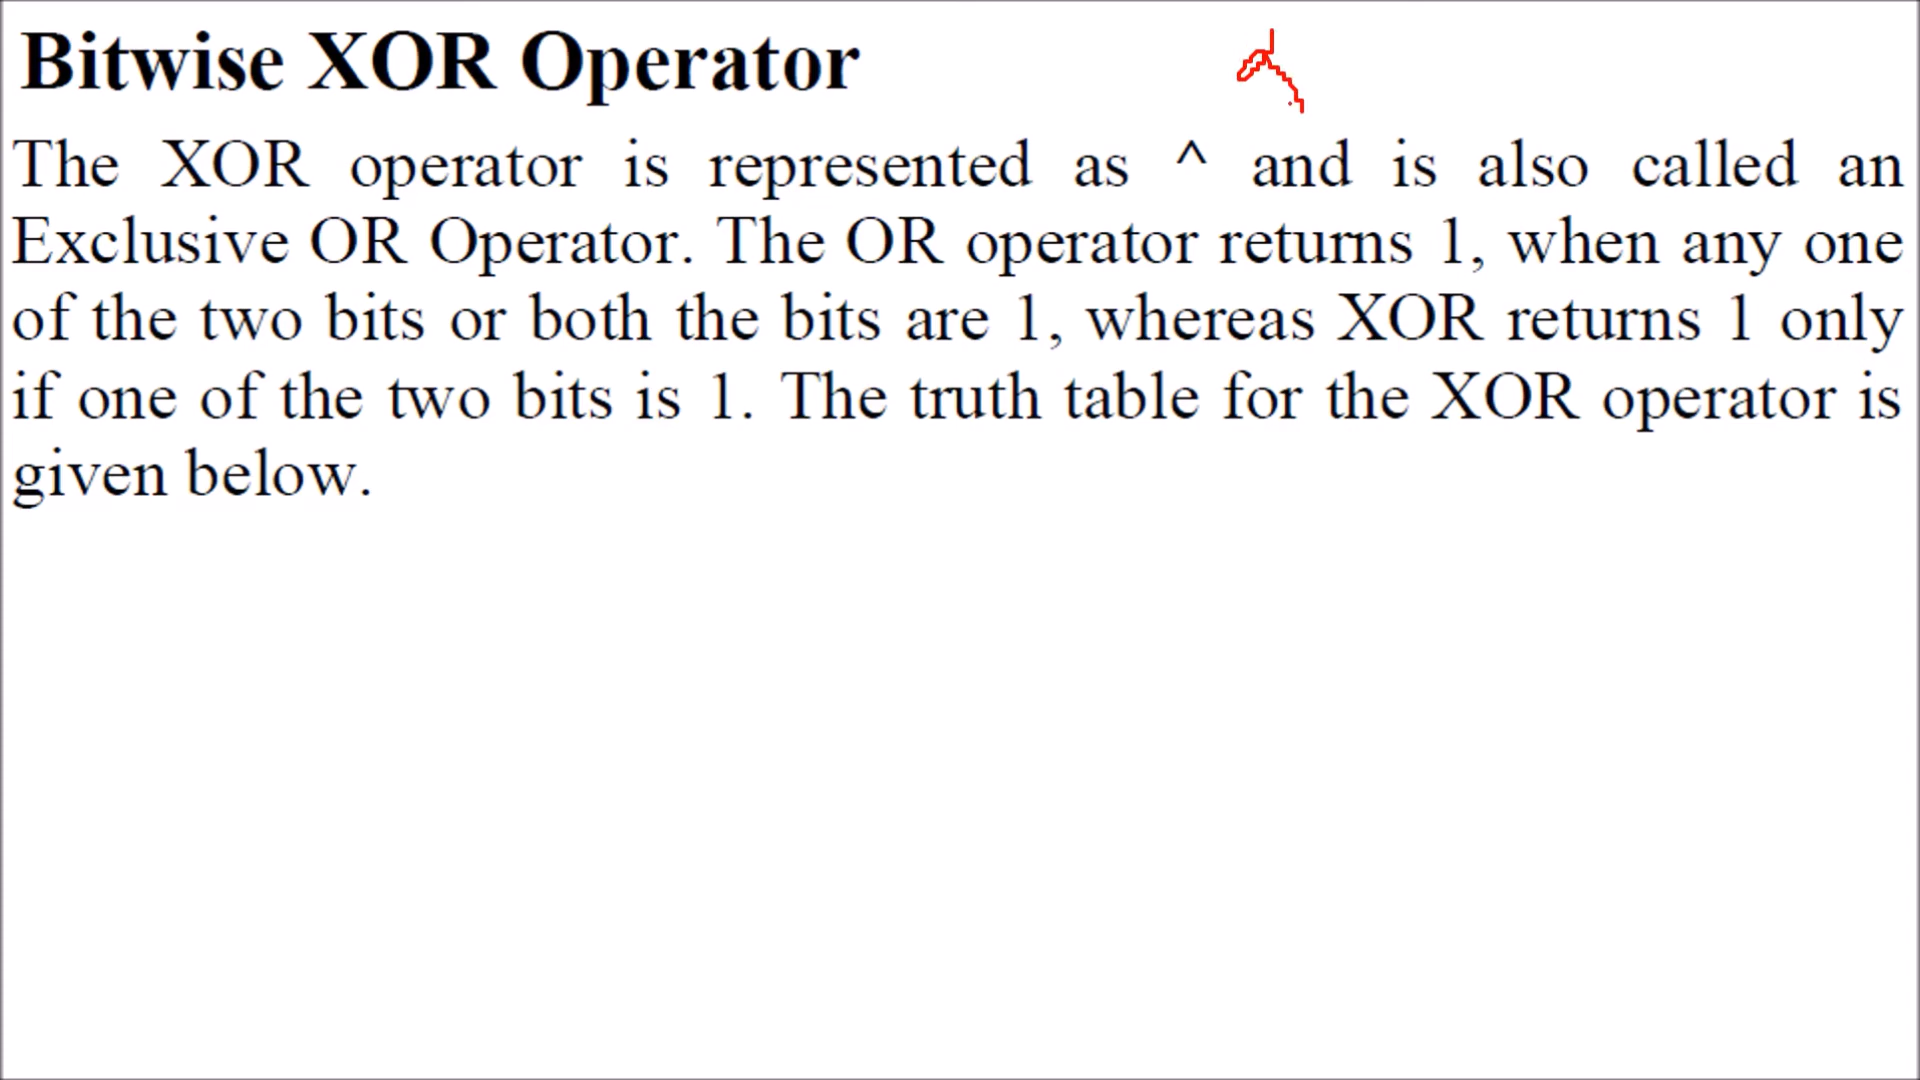 Bitwise XOR Operator
The XOR operator is represented as ^ and is also called an
Exclusive OR Operator. The OR operator returns 1, when any one
of the two bits or both the bits are 1, whereas XOR returns 1 only
if one of the two bits is 1. The truth table for the XOR operator is
given below.